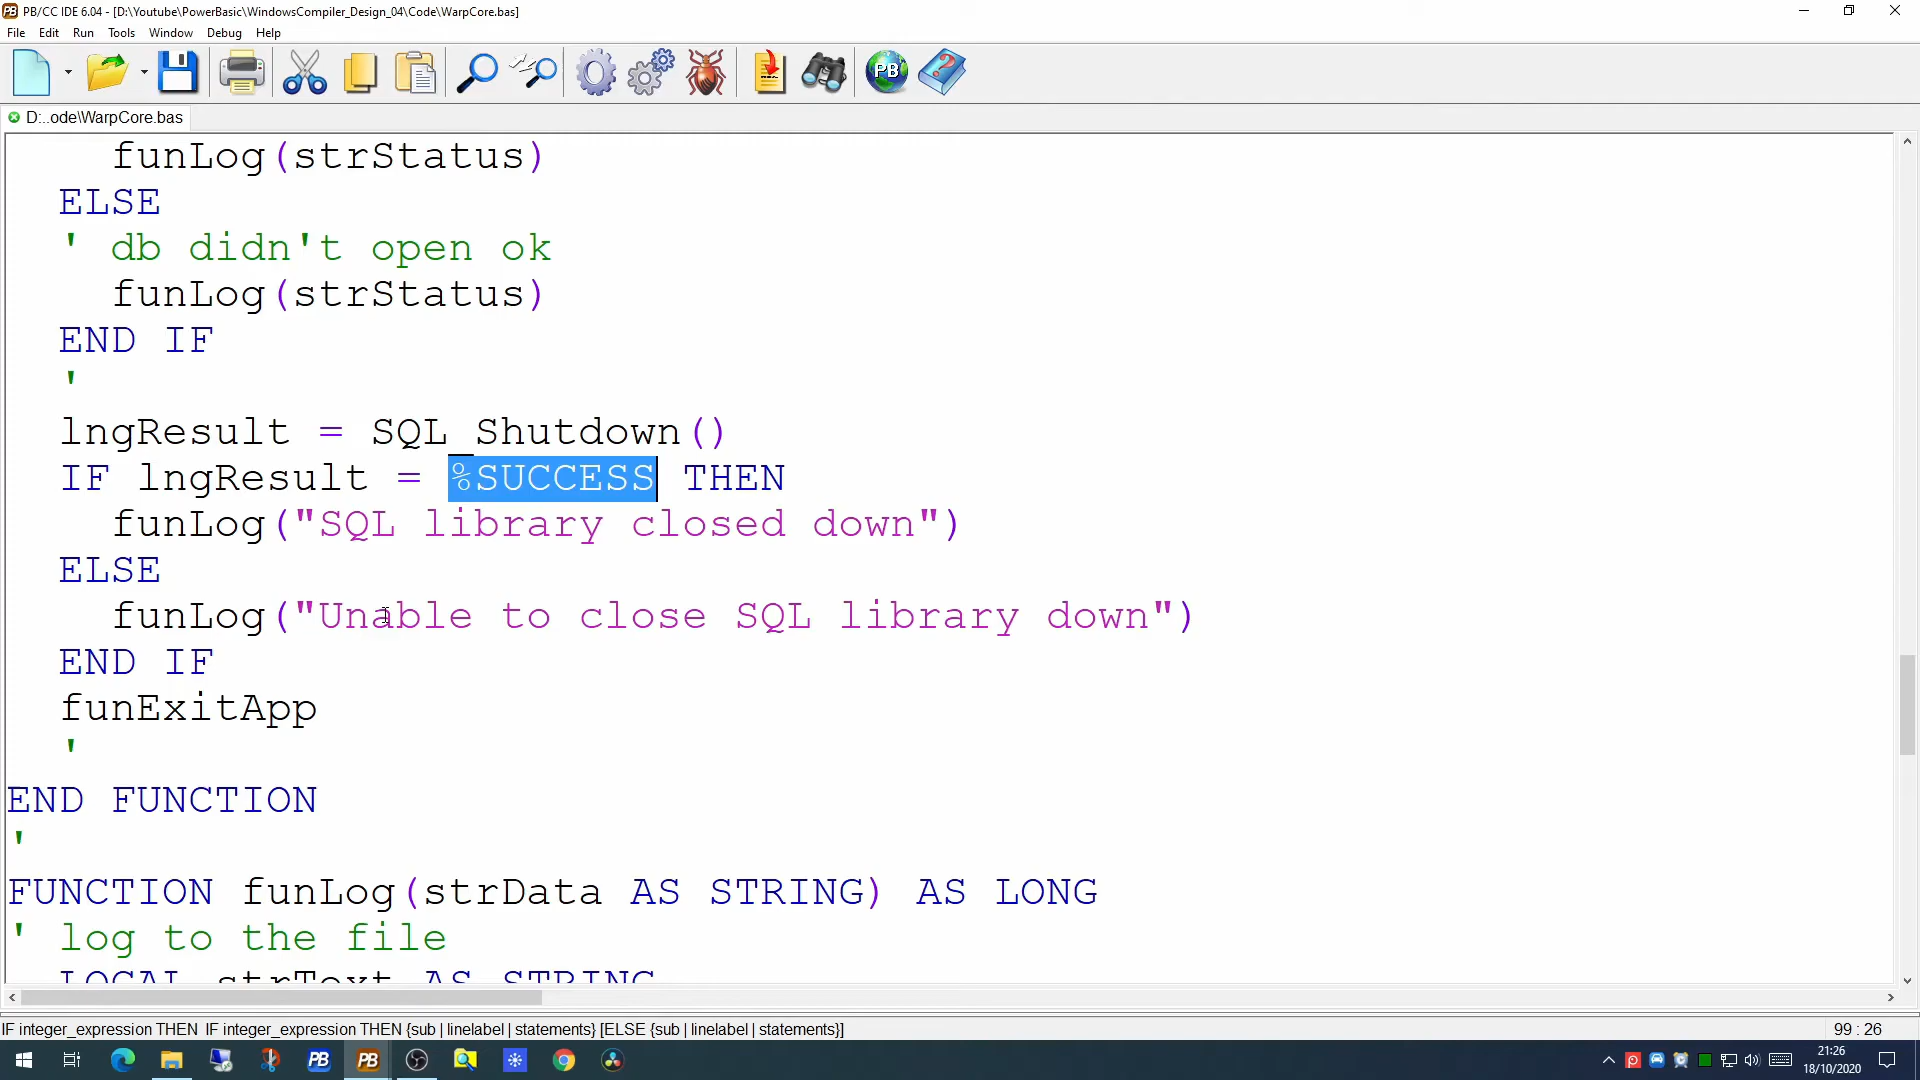 PB/CC IDE 6.04 - [D:\Youtube\PowerBasic\WindowsCompiler_Design_04\Code\WarpCore.bas]
File Edit Run Tools Window Debug Help
D:..ode\WarpCore.bas
funLog(strStatus)
ELSE
' db didn't open ok
funLog(strStatus)
END IF
'
lngResult = SQL_Shutdown()
IF lngResult = %SUCCESS THEN
funLog("SQL library closed down")
ELSE
funLog("Unable to close SQL library down")
END IF
funExitApp
'
END FUNCTION
'
FUNCTION funLog(strData AS STRING) AS LONG
' log to the file
LOCAL strText AS STRING
IF integer_expression THEN IF integer_expression THEN {sub | linelabel | statements} [ELSE {sub | linelabel | statements}]
99 : 26
21:26
18/10/2020